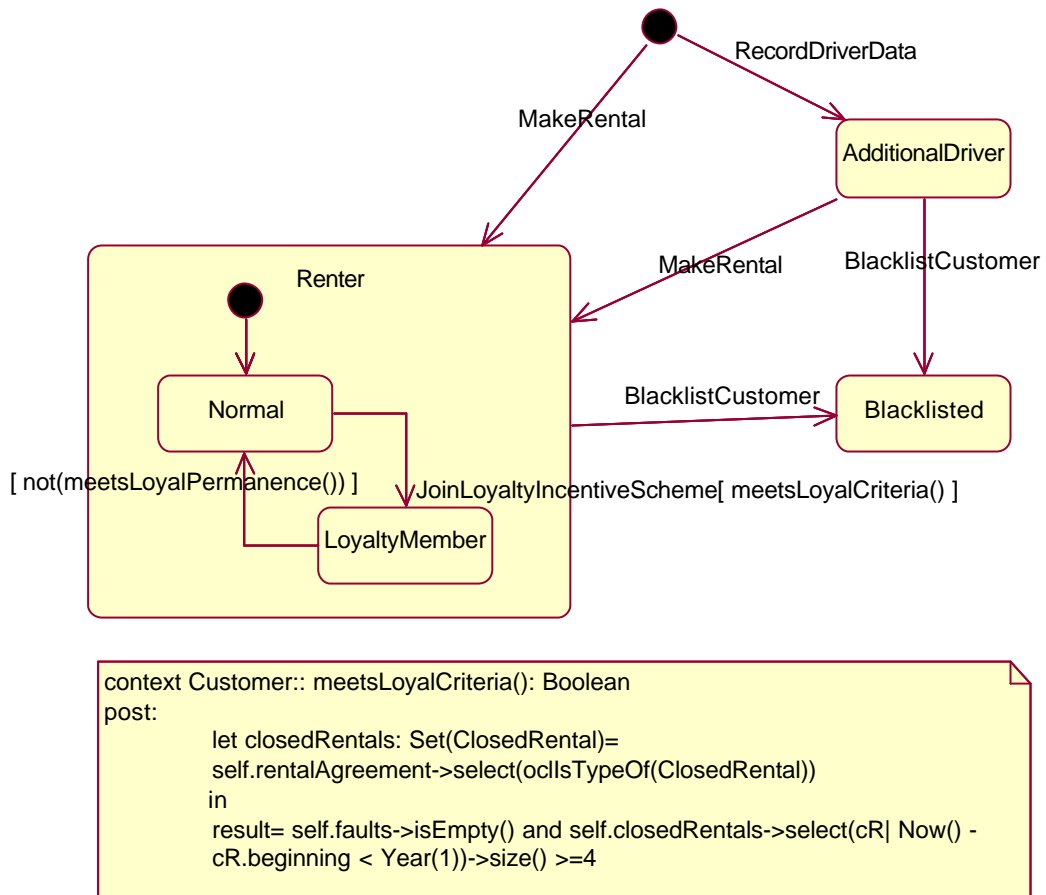 RecordDriverData
MakeRental
AdditionalDriver
MakeRental
BlacklistCustomer
Renter
BlacklistCustomer
Normal
Blacklisted
[ not(meetsLoyalPermanence()) ]
JoinLoyaltyIncentiveScheme[ meetsLoyalCriteria() ]
LoyaltyMember
context Customer:: meetsLoyalCriteria(): Boolean
post:
let closedRentals: Set(ClosedRental)=
self.rentalAgreement->select(oclIsTypeOf(ClosedRental))
in
result= self.faults->isEmpty() and self.closedRentals->select(cR| Now() -
cR.beginning < Year(1))->size() >=4